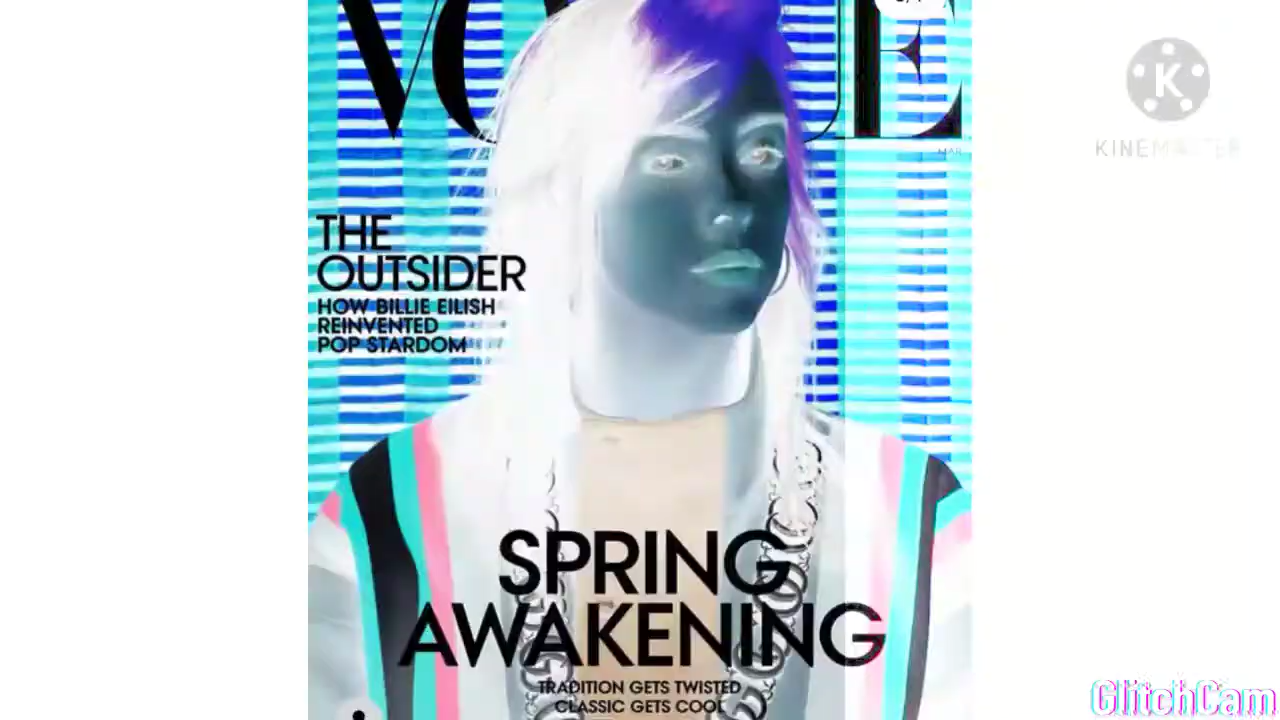 VOGUE
MAR
K
KINEMASTER
THE
OUTSIDER
HOW BILLIE EILISH
REINVENTED
POP STARDOM
SPRING
AWAKENING
TRADITION GETS TWISTED
CLASSIC GETS COOL
GlitchCam